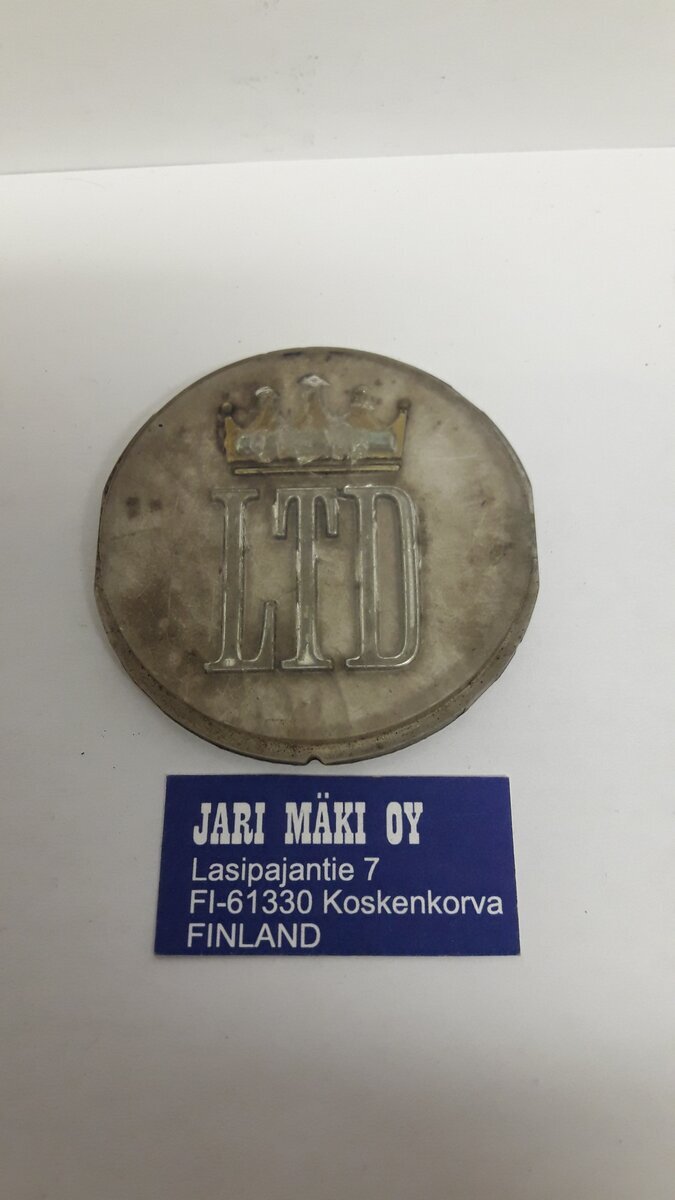 LTD
JARI MÄKI OY
Lasipajantie 7
FI-61330 Koskenkorva
FINLAND